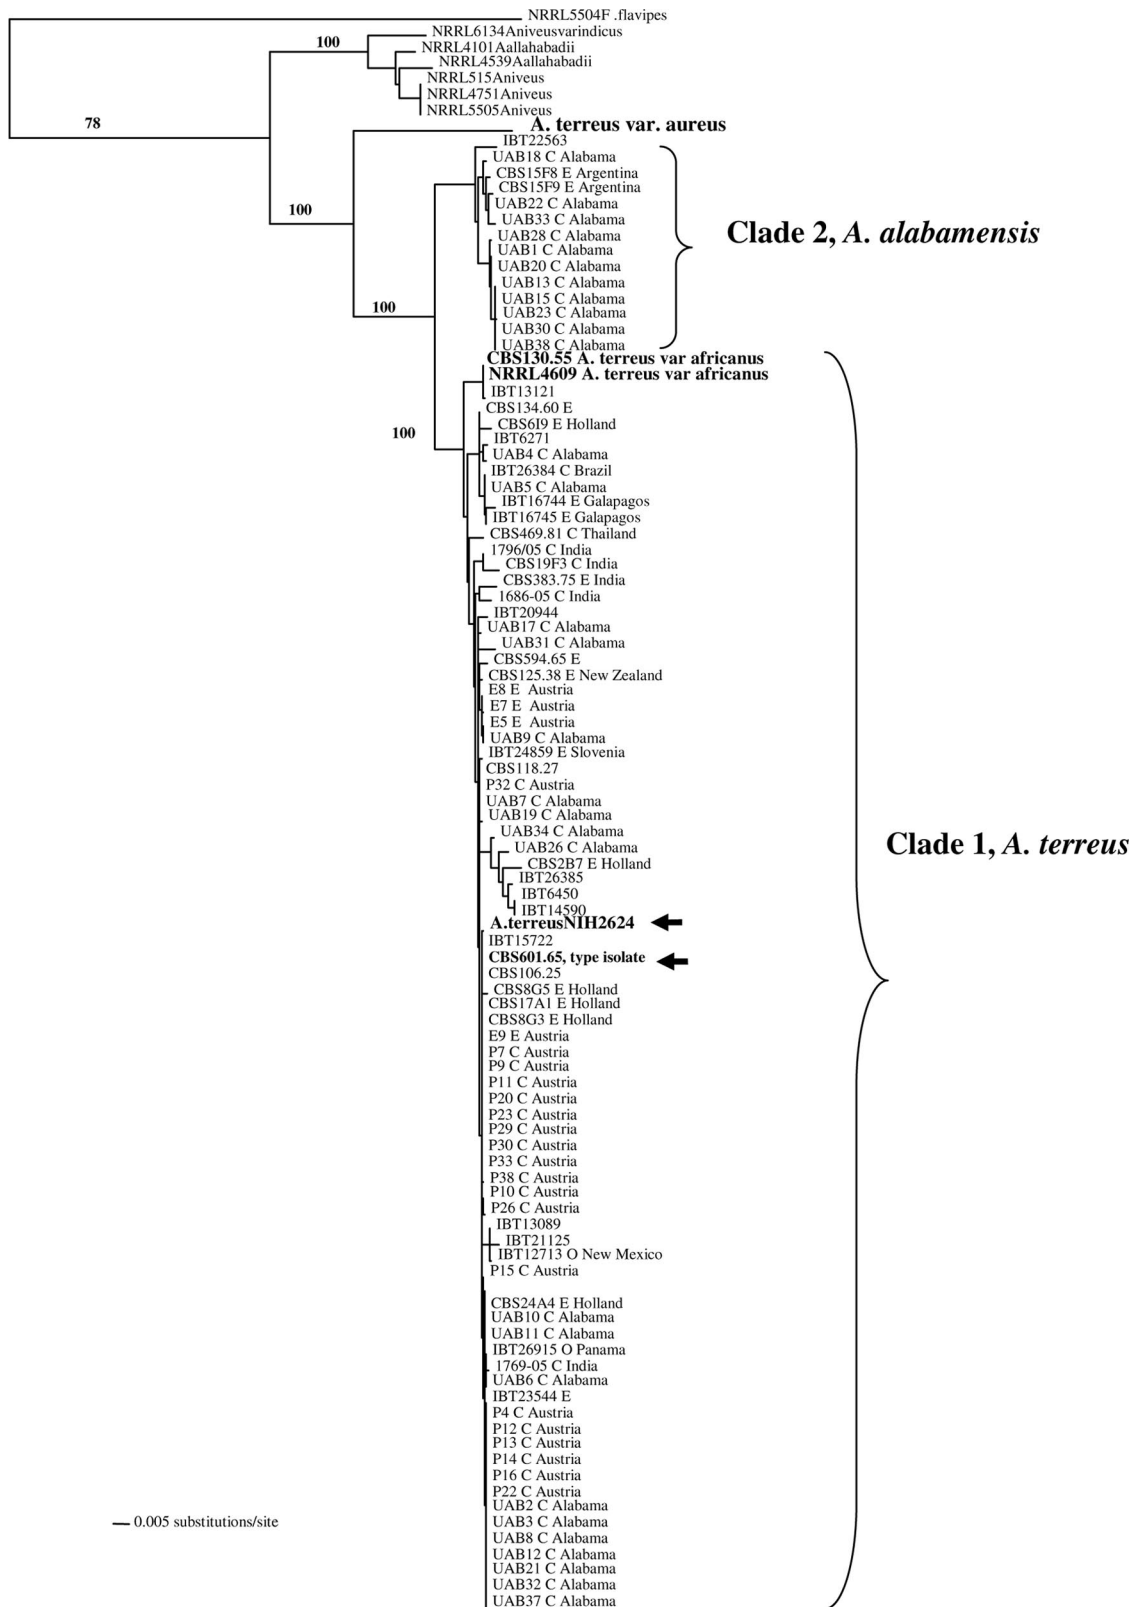 NRRL5504F .flavipes
NRRL6134Aniveusvarindicus
100
NRRL4101Aallahabadii
NRRL4539Aallahabadii
NRRL515Aniveus
NRRL4751Aniveus
NRRL5505Aniveus
78
A. terreus var. aureus
IBT22563
UAB18 C Alabama
CBS15F8 E Argentina
CBS15F9 E Argentina
UAB22 C Alabama
100
UAB33 C Alabama
Clade 2, A. alabamensis
UAB28 C Alabama
UAB1 C Alabama
UAB20 C Alabama
UAB13 C Alabama
UAB15 C Alabama
100
UAB23 C Alabama
UAB30 C Alabama
UAB38 C Alabama
CBS130.55 A. terreus var africanus
NRRL4609 A. terreus var africanus
IBT13121
CBS134.60 E
CBS6I9 E Holland
100
IBT6271
UAB4 C Alabama
IBT26384 C Brazil
UAB5 C Alabama
IBT16744 E Galapagos
IBT16745 E Galapagos
CBS469.81 C Thailand
1796/05 C India
CBS19F3 C India
CBS383.75 E India
1686-05 C India
IBT20944
UAB17 C Alabama
UAB31 C Alabama
CBS594.65 E
CBS125.38 E New Zealand
E8 E Austria
E7 E Austria
E5 E Austria
UAB9 C Alabama
IBT24859 E Slovenia
CBS118.27
P32 C Austria
UAB7 C Alabama
UAB19 C Alabama
UAB34 C Alabama
Clade 1, A. terreus
UAB26 C Alabama
CBS2B7 E Holland
IBT26385
IBT6450
IBT14590
A.terreusNIH2624
IBT15722
CBS601.65, type isolate
CBS106.25
CBS8G5 E Holland
CBS17A1 E Holland
CBS8G3 E Holland
E9 E Austria
P7 C Austria
P9 C Austria
P11 C Austria
P20 C Austria
P23 C Austria
P29 C Austria
P30 C Austria
P33 C Austria
P38 C Austria
P10 C Austria
P26 C Austria
IBT13089
IBT21125
IBT12713 O New Mexico
P15 C Austria
CBS24A4 E Holland
UAB10 C Alabama
UAB11 C Alabama
IBT26915 O Panama
1769-05 C India
UAB6 C Alabama
IBT23544 E
P4 C Austria
P12 C Austria
P13 C Austria
P14 C Austria
P16 C Austria
P22 C Austria
UAB2 C Alabama
0.005 substitutions/site
UAB3 C Alabama
UAB8 C Alabama
UAB12 C Alabama
UAB21 C Alabama
UAB32 C Alabama
UAB37 C Alabama